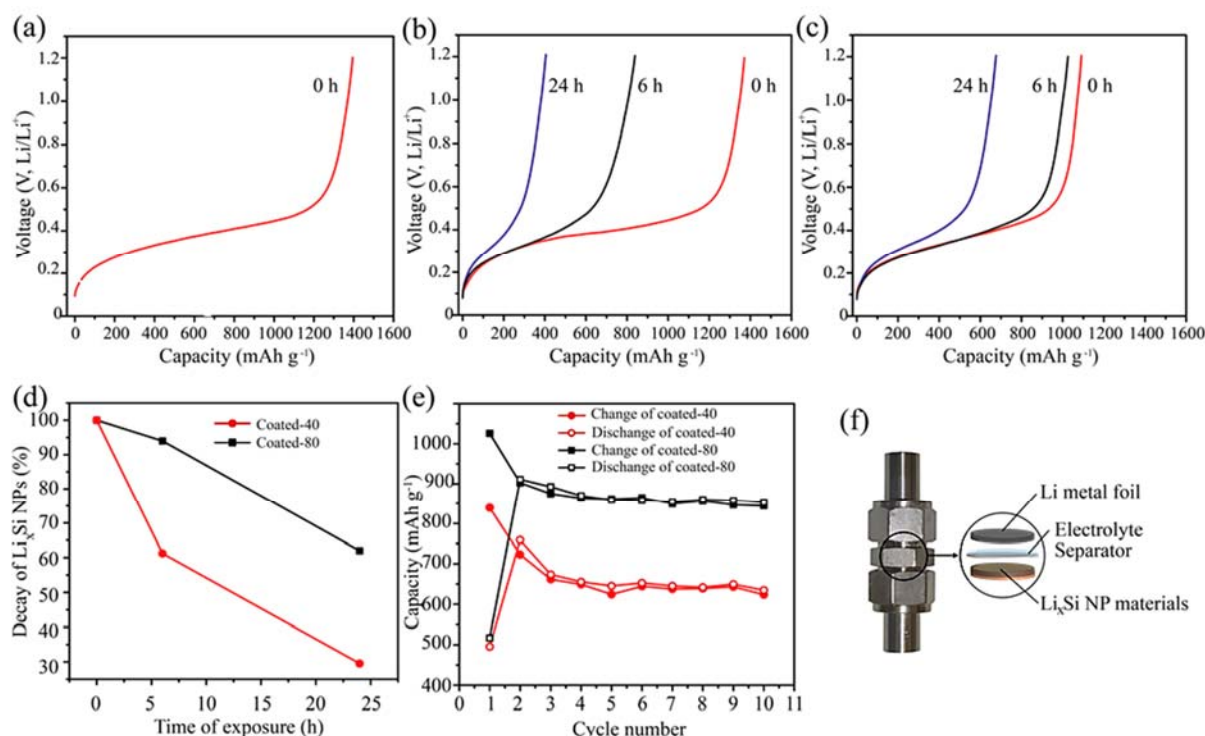 (a)
1.2
1.0
0.8
0.6
0.4
0.2
0
Voltage (V, Li/Li⁺)
0 h
0 200 400 600 800 1000 1200 1400 1600
Capacity (mAh g⁻¹)
(b)
1.2
1.0
0.8
0.6
0.4
0.2
0
Voltage (V, Li/Li⁺)
24 h 6 h 0 h
0 200 400 600 800 1000 1200 1400 1600
Capacity (mAh g⁻¹)
(c)
1.2
1.0
0.8
0.6
0.4
0.2
0
Voltage (V, Li/Li⁺)
24 h 6 h 0 h
0 200 400 600 800 1000 1200 1400 1600
Capacity (mAh g⁻¹)
(d)
100
90
80
70
60
50
40
30
Decay of LiₓSi NPs (%)
Coated-40
Coated-80
0 5 10 15 20 25
Time of exposure (h)
(e)
1000
900
800
700
600
500
400
Capacity (mAh g⁻¹)
Change of coated-40
Dischange of coated-40
Change of coated-80
Dischange of coated-80
0 1 2 3 4 5 6 7 8 9 10 11
Cycle number
(f)
Li metal foil
Electrolyte
Separator
LiₓSi NP materials